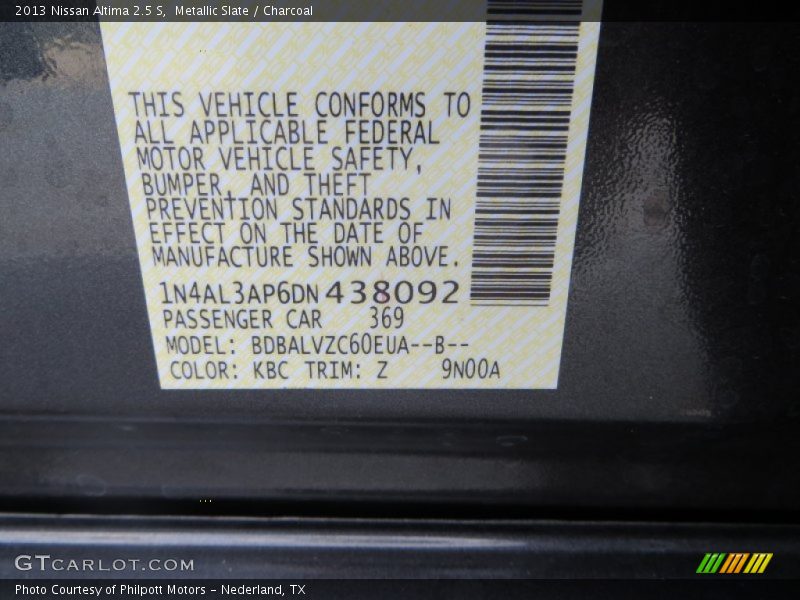 2013 Nissan Altima 2.5 S,  Metallic Slate / Charcoal
THIS VEHICLE CONFORMS TO
ALL APPLICABLE FEDERAL
MOTOR VEHICLE SAFETY,
BUMPER, AND THEFT
PREVENTION STANDARDS IN
EFFECT ON THE DATE OF
MANUFACTURE SHOWN ABOVE.
1N4AL3AP6DN438092
PASSENGER CAR 369
MODEL: BDBALVZC60EUA--B--
COLOR: KBC TRIM: Z 9N00A
GTCARLOT.COM
Photo Courtesy of Philpott Motors - Nederland, TX